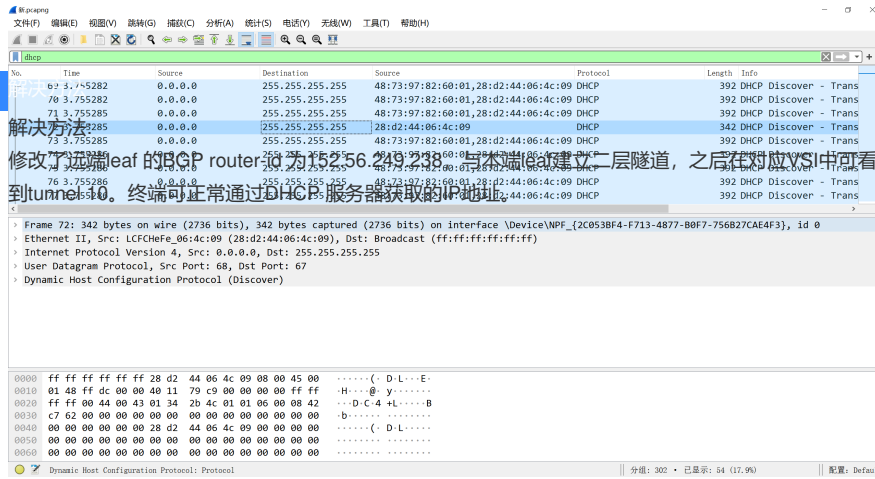 新.pcapng
文件(F) 编辑(E) 视图(V) 跳转(G) 捕获(C) 分析(A) 统计(S) 电话(Y) 无线(W) 工具(T) 帮助(H)
dhcp
No. Time Source Destination Source Protocol Length Info
69 3.755282 0.0.0.0 255.255.255.255 48:73:97:82:60:01,28:d2:44:06:4c:09 DHCP 392 DHCP Discover - Trans
70 3.755282 0.0.0.0 255.255.255.255 48:73:97:82:60:01,28:d2:44:06:4c:09 DHCP 392 DHCP Discover - Trans
71 3.755285 0.0.0.0 255.255.255.255 48:73:97:82:60:01,28:d2:44:06:4c:09 DHCP 392 DHCP Discover - Trans
3.755285 0.0.0.0 255.255.255.255 28:d2:44:06:4c:09 DHCP 342 DHCP Discover - Trans
73 3.755285 0.0.0.0 255.255.255.255 48:73:97:82:60:01,28:d2:44:06:4c:09 DHCP 392 DHCP Discover - Trans
76 3.755286 0.0.0.0 255.255.255.255 48:73:97:82:60:01,28:d2:44:06:4c:09 DHCP 392 DHCP Discover - Trans
解决方法:
修改了远端leaf 的BGP router-id 为152.56.249.238，与本端leaf建立二层隧道，之后在对应VSI中可看
到tunnel 10。终端可正常通过DHCP 服务器获取的IP地址。
Frame 72: 342 bytes on wire (2736 bits), 342 bytes captured (2736 bits) on interface \Device\NPF_{2C053BF4-F713-4877-B0F7-756B27CAE4F3}, id 0
Ethernet II, Src: LCFCHeFe_06:4c:09 (28:d2:44:06:4c:09), Dst: Broadcast (ff:ff:ff:ff:ff:ff)
Internet Protocol Version 4, Src: 0.0.0.0, Dst: 255.255.255.255
User Datagram Protocol, Src Port: 68, Dst Port: 67
Dynamic Host Configuration Protocol (Discover)
0000 ff ff ff ff ff ff 28 d2 44 06 4c 09 08 00 45 00 ······(· D·L···E·
0010 01 48 ff dc 00 00 40 11 79 c9 00 00 00 00 ff ff ·H····@· y·······
0020 ff ff 00 44 00 43 01 34 2b 4c 01 01 06 00 08 42 ···D·C·4 +L·····B
0030 c7 62 00 00 00 00 00 00 00 00 00 00 00 00 00 00 ·b······ ········
0040 00 00 00 00 00 00 28 d2 44 06 4c 09 00 00 00 00 ······(· D·L·····
0050 00 00 00 00 00 00 00 00 00 00 00 00 00 00 00 00 ········ ········
0060 00 00 00 00 00 00 00 00 00 00 00 00 00 00 00 00 ········ ········
Dynamic Host Configuration Protocol: Protocol 分组: 302 · 已显示: 54 (17.9%) 配置: Defau